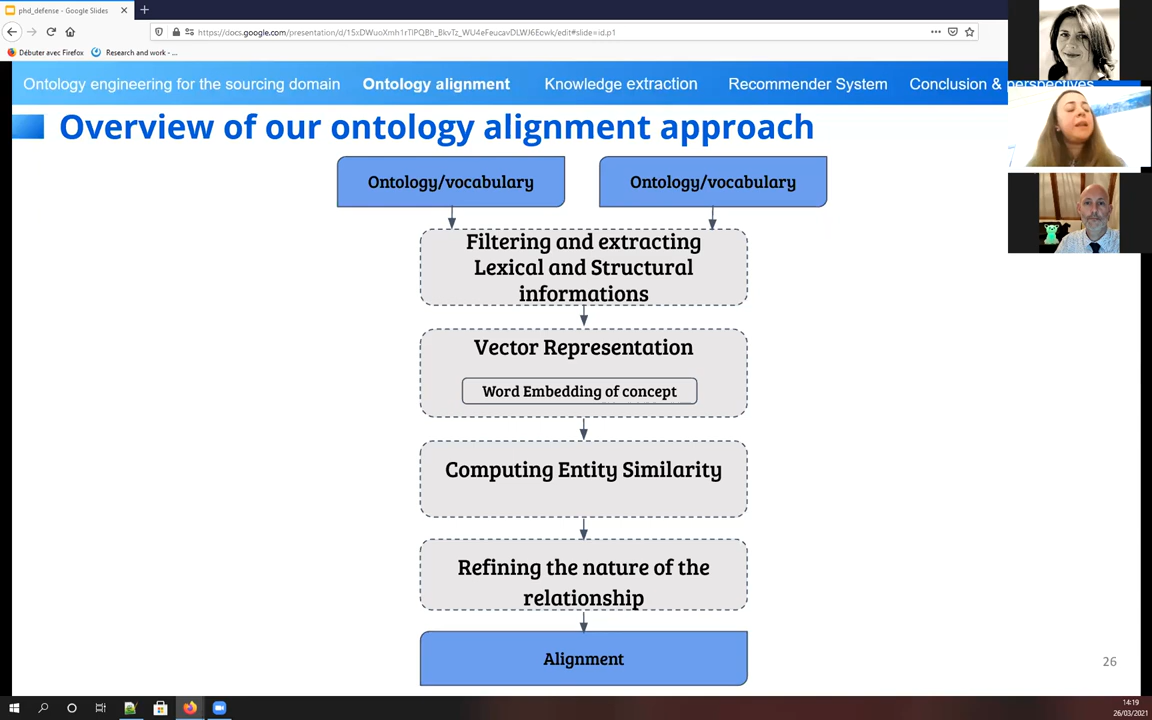 phd_defense - Google Slides
https://docs.google.com/presentation/d/15xDWuoXmh1rTlPQBh_BkvTz_WU4eFeucavDLWJ6Eowk/edit#slide=id.p1
Débuter avec Firefox Research and work - ...
Ontology engineering for the sourcing domain Ontology alignment Knowledge extraction Recommender System Conclusion & perspectives
Overview of our ontology alignment approach
Ontology/vocabulary Ontology/vocabulary
Filtering and extracting
Lexical and Structural
informations
Vector Representation
Word Embedding of concept
Computing Entity Similarity
Refining the nature of the
relationship
Alignment
26
14:19
26/03/2021